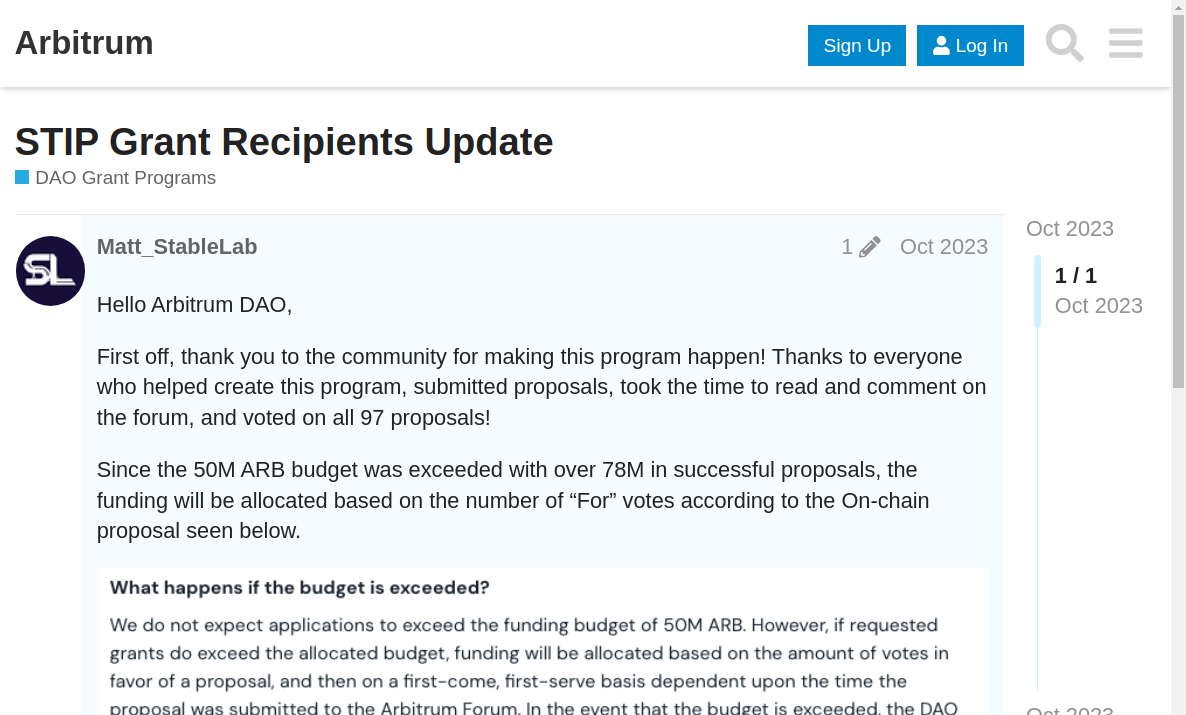 Arbitrum
Sign Up
Log In
STIP Grant Recipients Update
DAO Grant Programs
Matt_StableLab
1
Oct 2023
Oct 2023
1 / 1
Oct 2023
SL
Hello Arbitrum DAO,
First off, thank you to the community for making this program happen! Thanks to everyone
who helped create this program, submitted proposals, took the time to read and comment on
the forum, and voted on all 97 proposals!
Since the 50M ARB budget was exceeded with over 78M in successful proposals, the
funding will be allocated based on the number of “For” votes according to the On-chain
proposal seen below.
What happens if the budget is exceeded?
We do not expect applications to exceed the funding budget of 50M ARB. However, if requested
grants do exceed the allocated budget, funding will be allocated based on the amount of votes in
favor of a proposal, and then on a first-come, first-serve basis dependent upon the time the
proposal was submitted to the Arbitrum Forum. In the event that the budget is exceeded, the DAO
Oct 2023